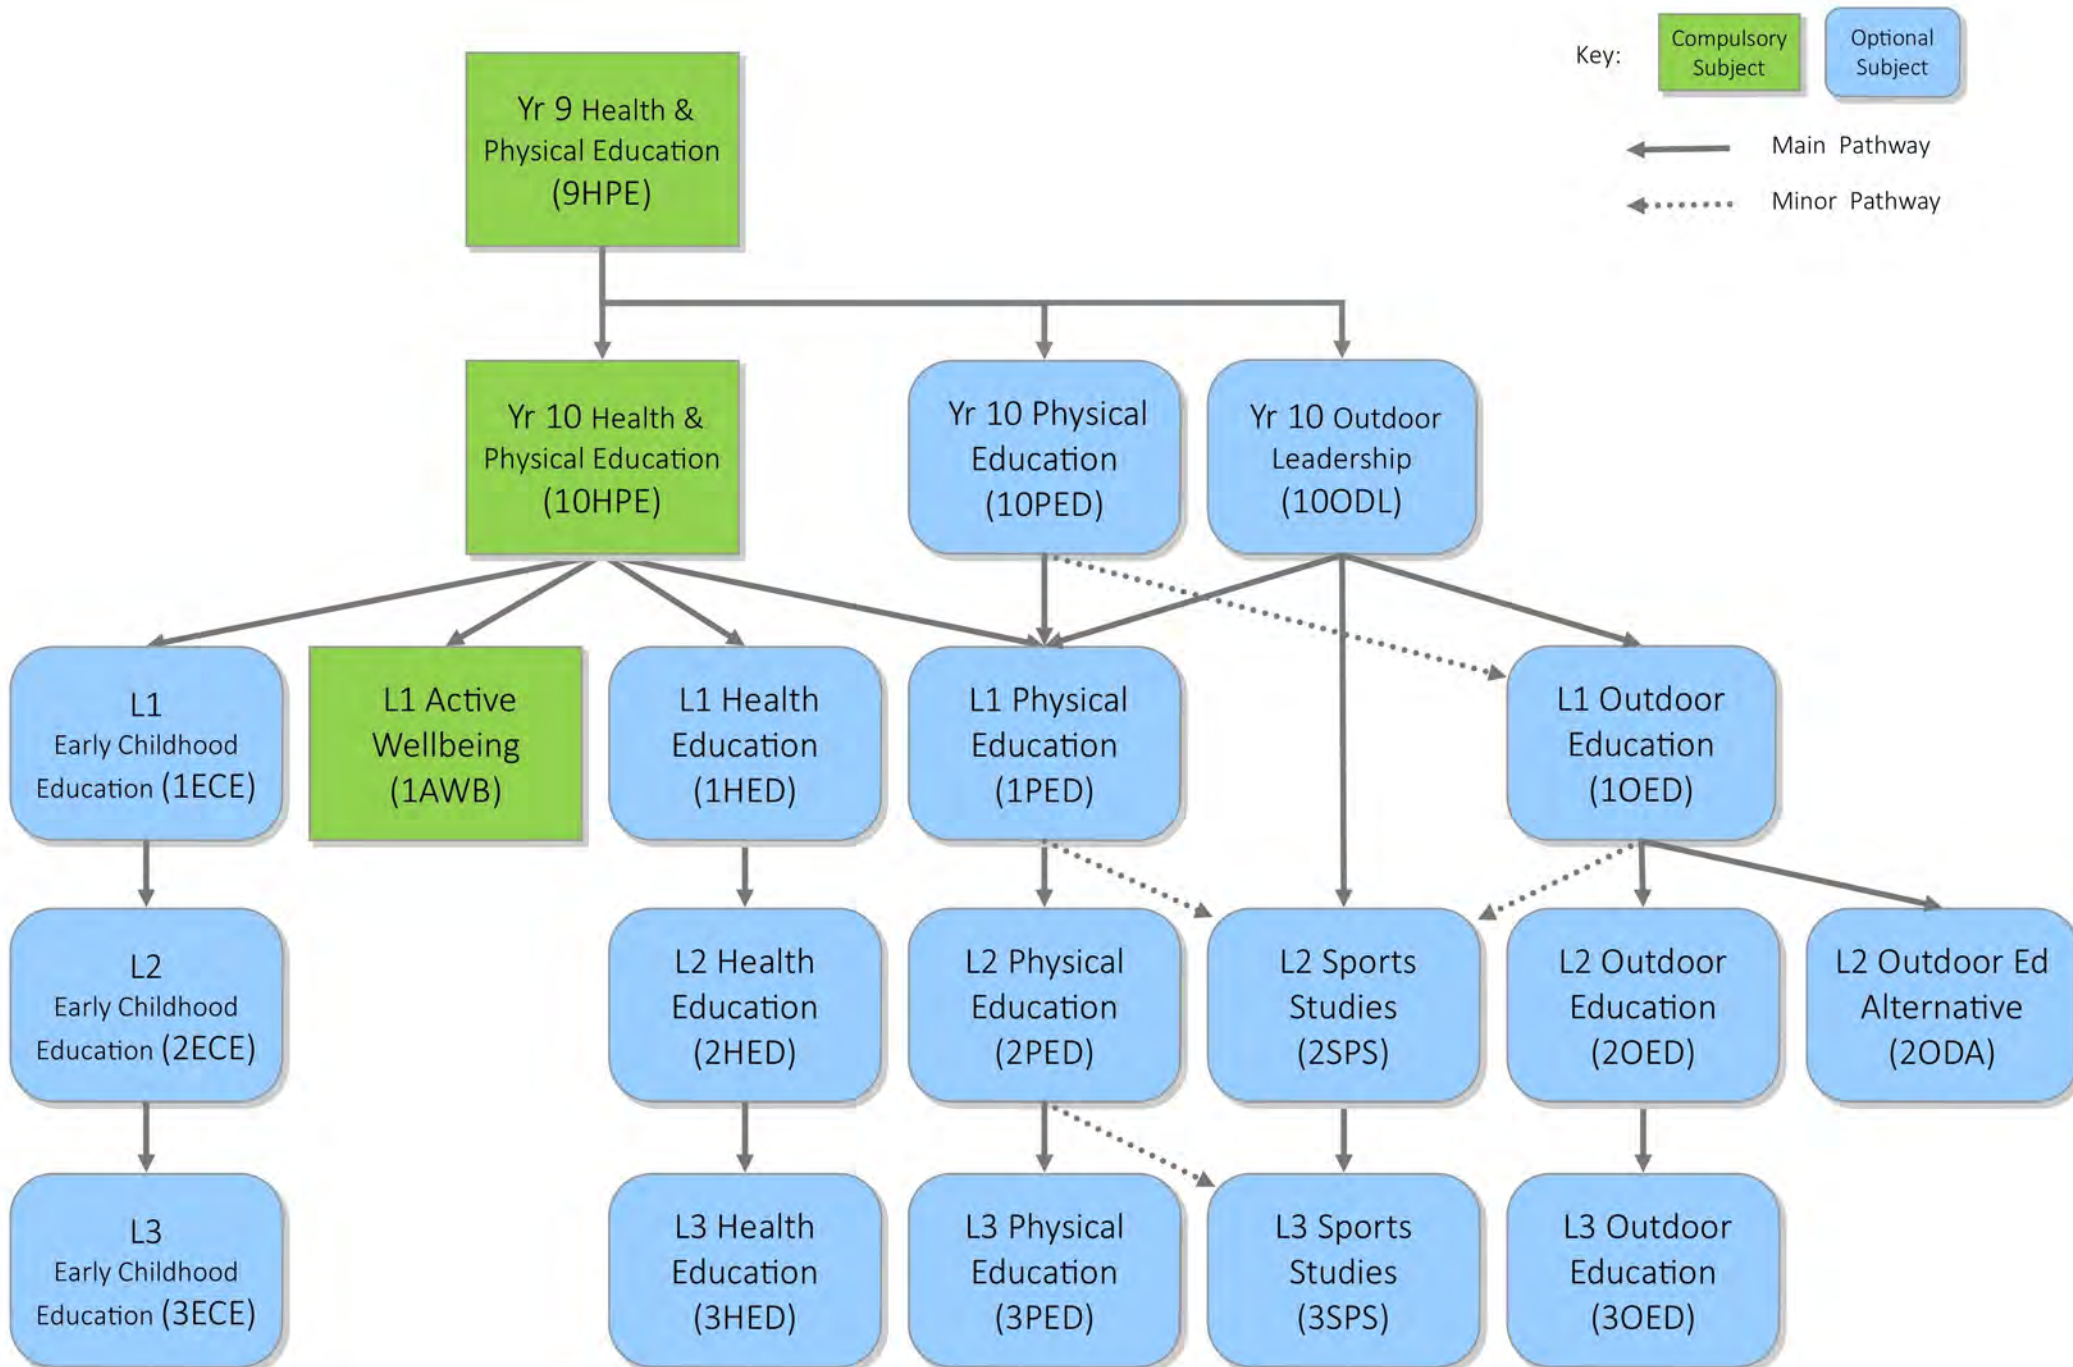 Key:
Compulsory
Subject
Optional
Subject
Main Pathway
Minor Pathway
Yr 9 Health &
Physical Education
(9HPE)
Yr 10 Health &
Physical Education
(10HPE)
Yr 10 Physical
Education
(10PED)
Yr 10 Outdoor
Leadership
(10ODL)
L1
Early Childhood
Education (1ECE)
L1 Active
Wellbeing
(1AWB)
L1 Health
Education
(1HED)
L1 Physical
Education
(1PED)
L1 Outdoor
Education
(1OED)
L2
Early Childhood
Education (2ECE)
L2 Health
Education
(2HED)
L2 Physical
Education
(2PED)
L2 Sports
Studies
(2SPS)
L2 Outdoor
Education
(2OED)
L2 Outdoor Ed
Alternative
(2ODA)
L3
Early Childhood
Education (3ECE)
L3 Health
Education
(3HED)
L3 Physical
Education
(3PED)
L3 Sports
Studies
(3SPS)
L3 Outdoor
Education
(3OED)